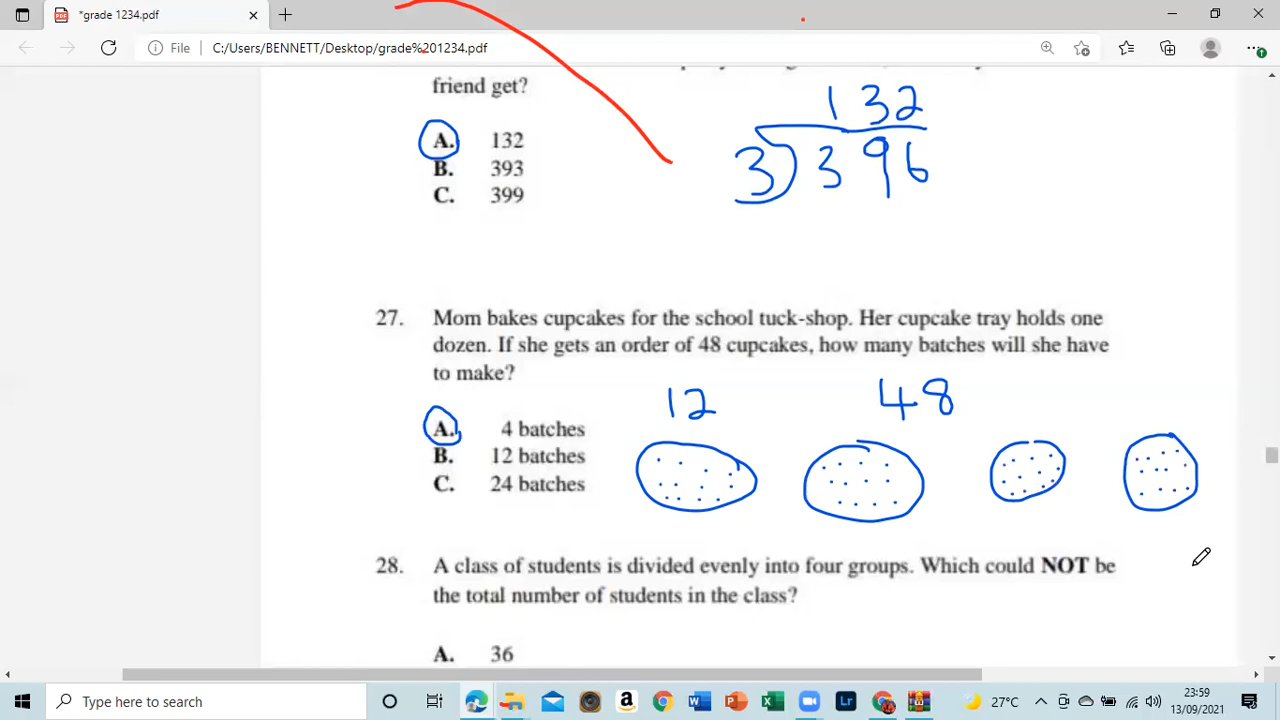 *grade 1234.pdf
File C:/Users/BENNETT/Desktop/grade%201234.pdf
friend get?
132
A. 132
3 396
B. 393
C. 399
27. Mom bakes cupcakes for the school tuck-shop. Her cupcake tray holds one
dozen. If she gets an order of 48 cupcakes, how many batches will she have
to make?
12 48
A. 4 batches
B. 12 batches
C. 24 batches
28. A class of students is divided evenly into four groups. Which could NOT be
the total number of students in the class?
A. 36
Type here to search
27°C
23:59
13/09/2021